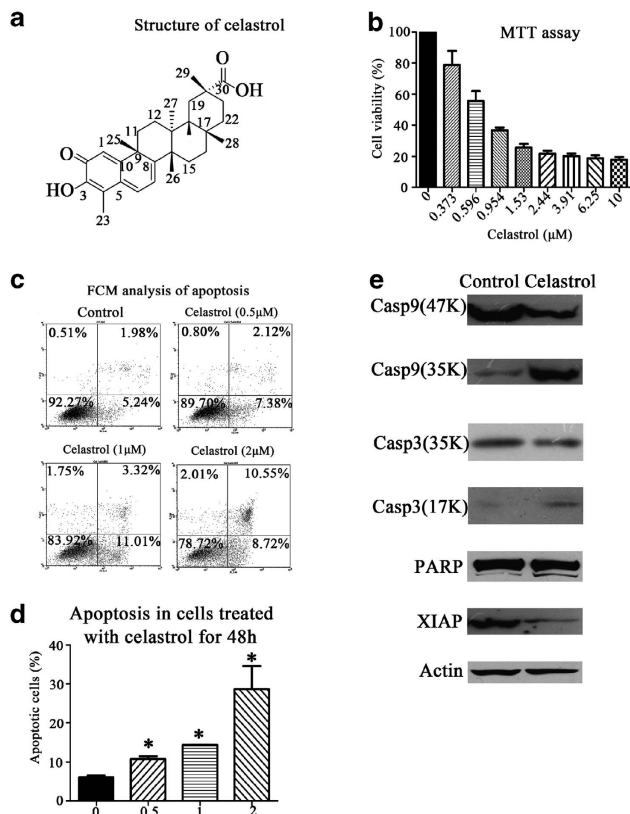 a
Structure of celastrol
29
O
30
OH
19
27
22
12
17
11
25
28
1
O
9
10
8
15
26
HO
3
5
23
b
MTT assay
Cell viability (%)
100
80
60
40
20
0
0
0.373
0.596
0.954
1.53
2.44
3.91
6.25
10
Celastrol (μM)
c
FCM analysis of apoptosis
Control
0.51%
1.98%
92.27%
5.24%
Celastrol (0.5μM)
0.80%
2.12%
89.70%
7.38%
Celastrol (1μM)
1.75%
3.32%
83.92%
11.01%
Celastrol (2μM)
2.01%
10.55%
78.72%
8.72%
d
Apoptosis in cells treated
with celastrol for 48h
Apoptotic cells (%)
40
30
20
10
0
*
*
*
0
0.5
1
2
e
Control Celastrol
Casp9(47K)
Casp9(35K)
Casp3(35K)
Casp3(17K)
PARP
XIAP
Actin